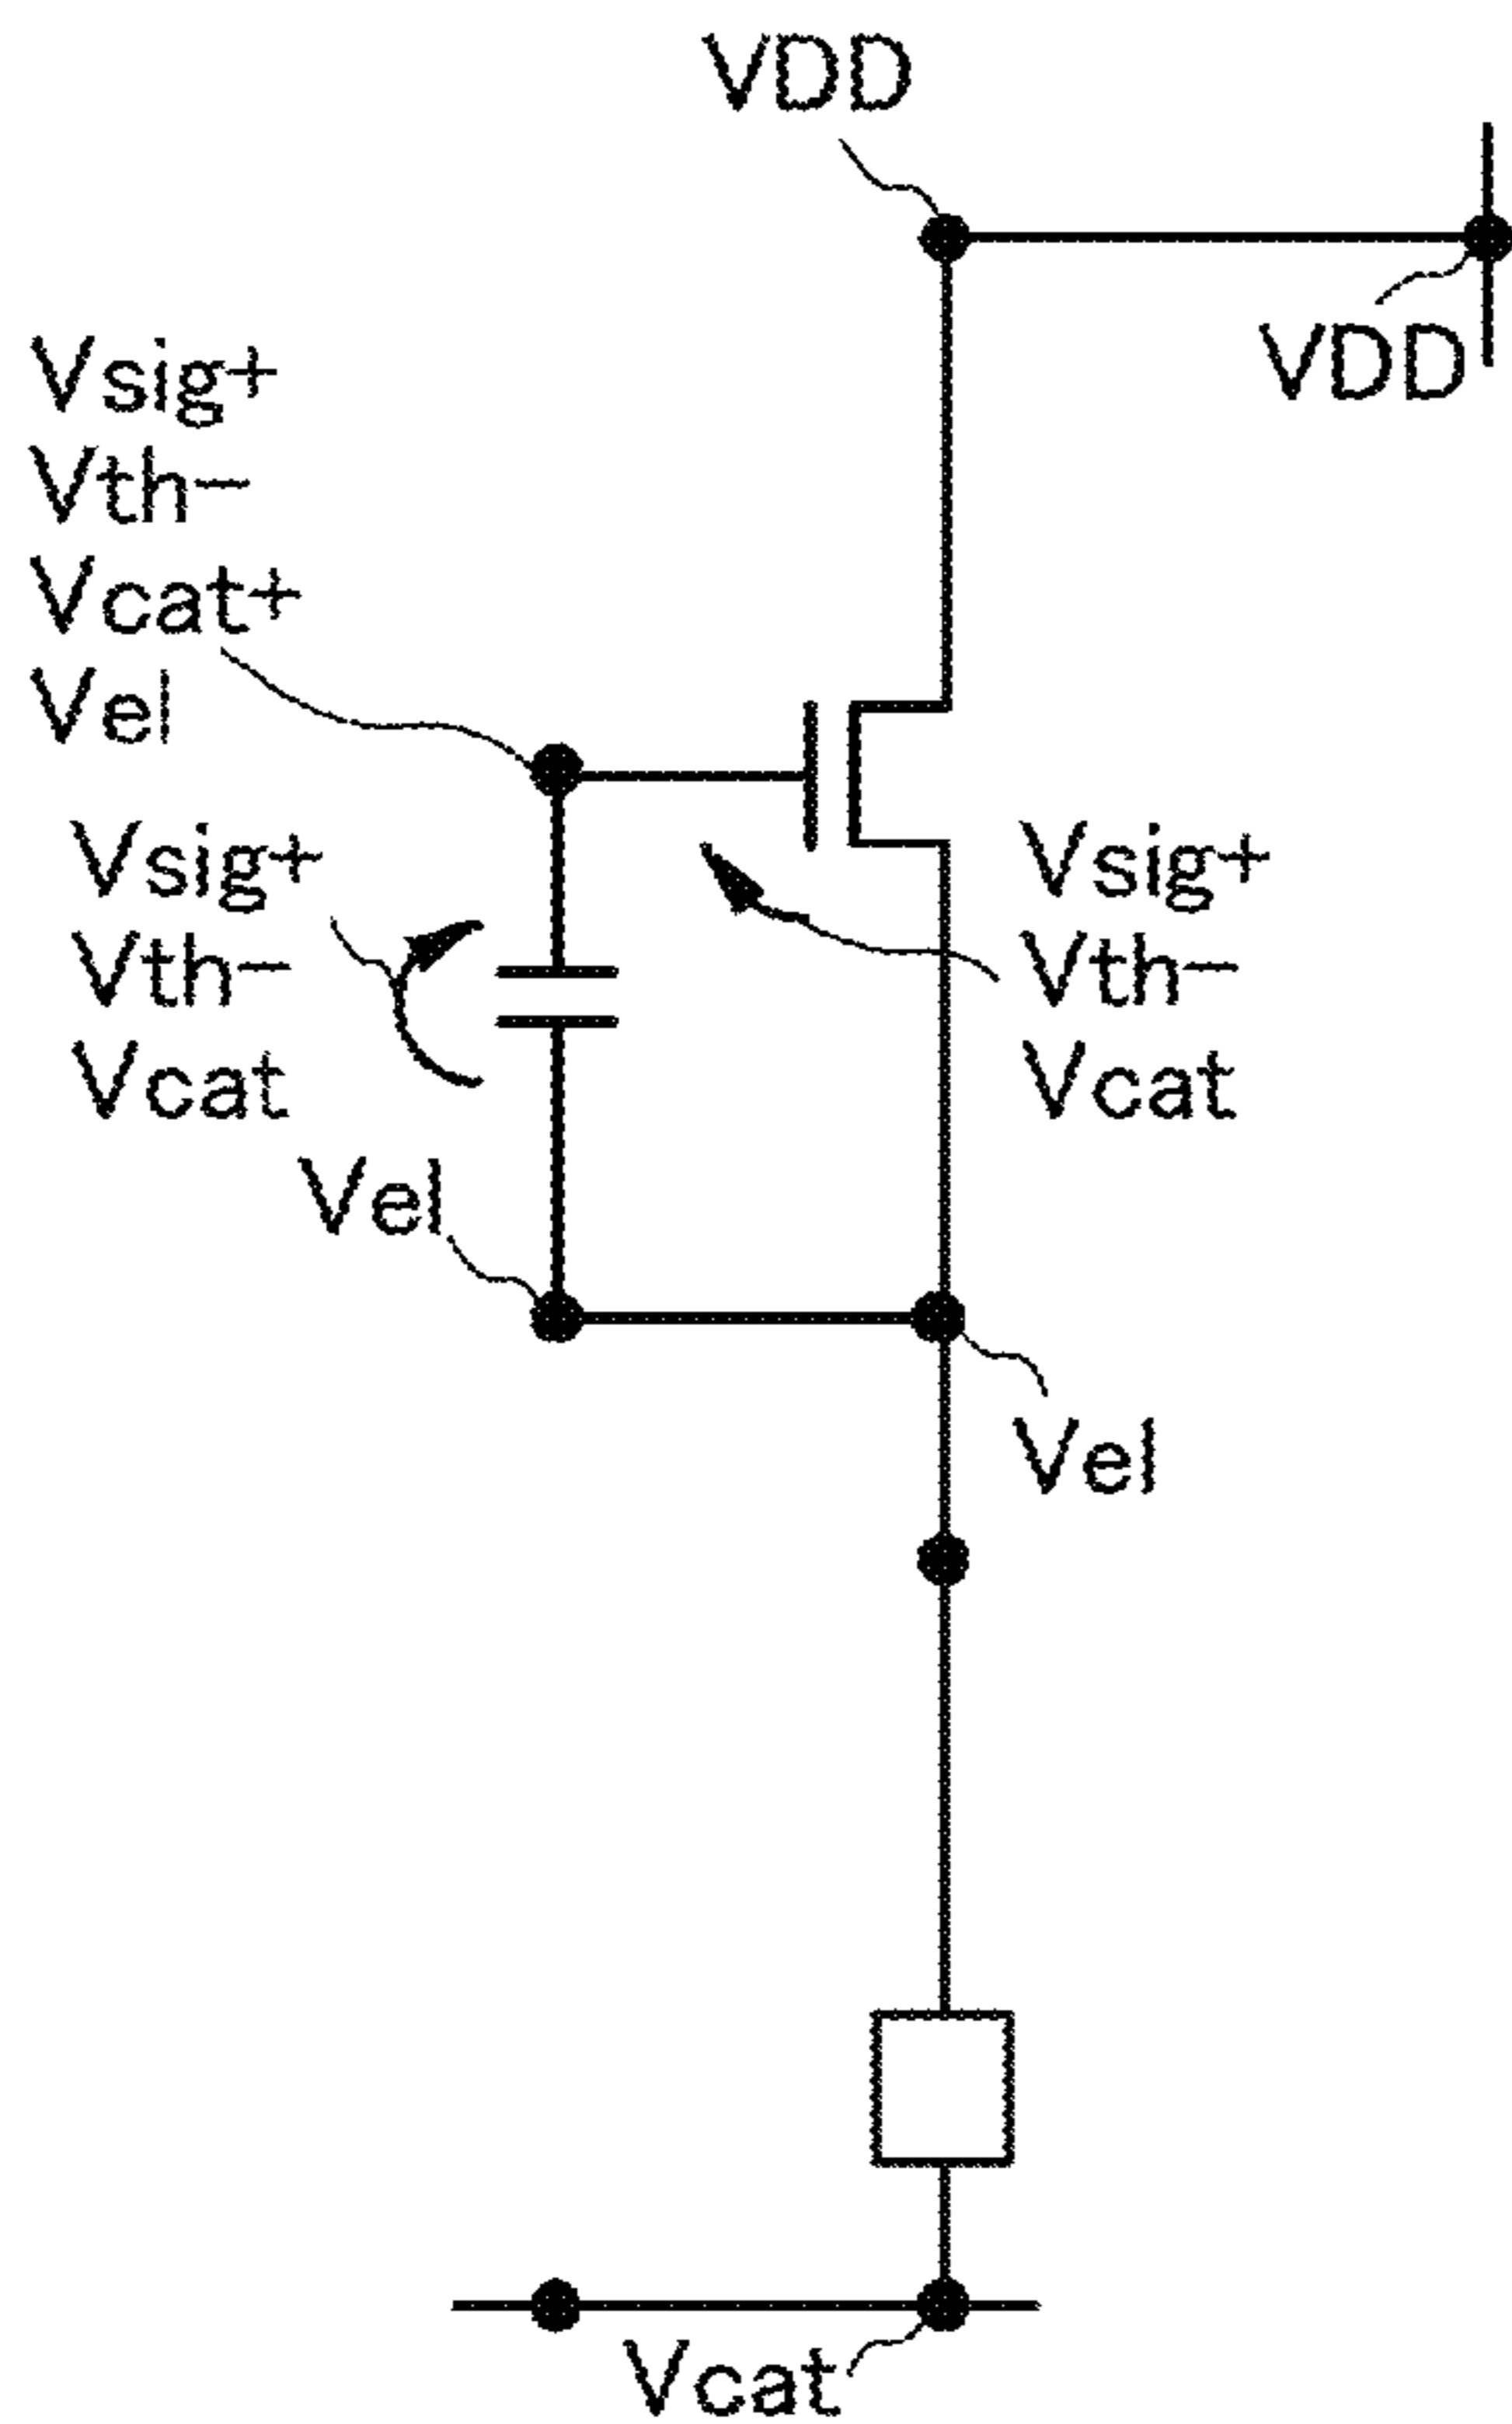 VDD
VDD
Vsig+
Vth−
Vcat+
Vel
Vsig+
Vth−
Vcat
Vsig+
Vth−
Vcat
Vel
Vel
Vcat